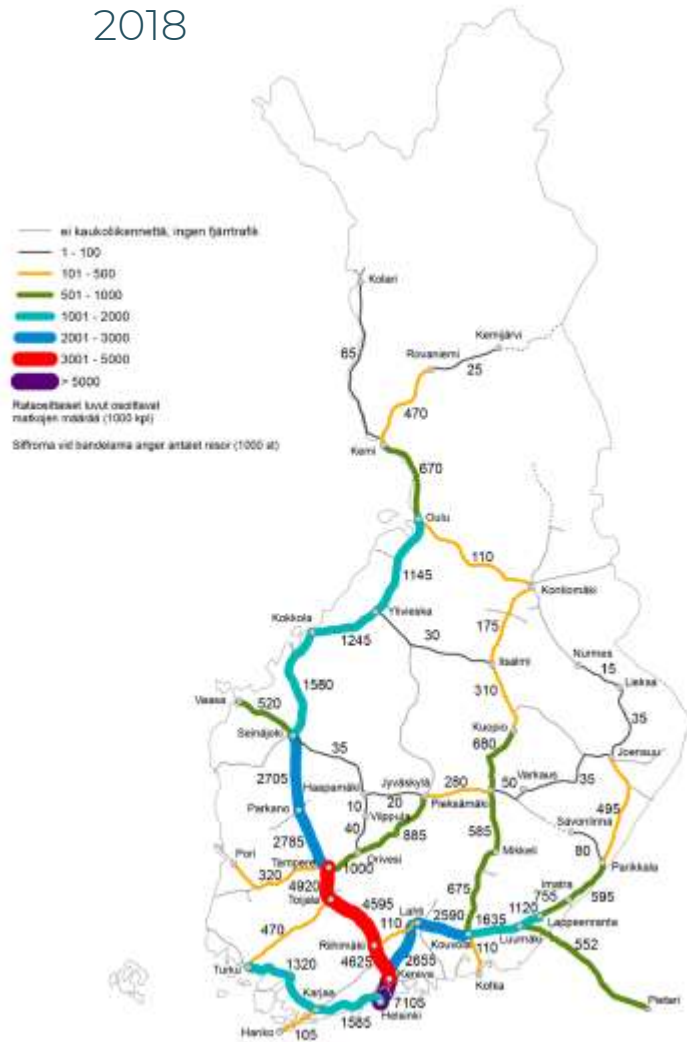 2018
ei kaukoliikennettä, ingen fjärrtrafik
1 - 100
101 - 500
501 - 1000
1001 - 2000
2001 - 3000
3001 - 5000
> 5000
Rataosittaiset luvut osoittavat
matkojen määrää (1000 kpl)
Siffrorna vid bandelarna anger antalet resor (1000 st)
Kolari
Kemijärvi
Rovaniemi
65
25
470
Kemi
670
Oulu
110
1145
Kontiomäki
Ylivieska
Kokkola
1245
30
175
Nurmes
Iisalmi
15
Lieksa
1580
310
Vaasa
520
35
Kuopio
Seinäjoki
680
Joensuu
35
Varkaus
2705
Haapamäki
Jyväskylä
280
50
35
10
20
Pieksämäki
495
Parkano
Vilppula
Savonlinna
40
885
585
2785
Orivesi
Mikkeli
80
Pori
Tampere
1000
Parikkala
320
4920
675
Imatra
Toijala
4595
Lahti
2590
755
595
1120
110
1635
Lappeenranta
470
Kouvola
Luumäki
Riihimäki
110
552
Turku
1320
4625
2655
Kotka
Kerava
Karjaa
7105
Pietari
Hanko
1585
Helsinki
105